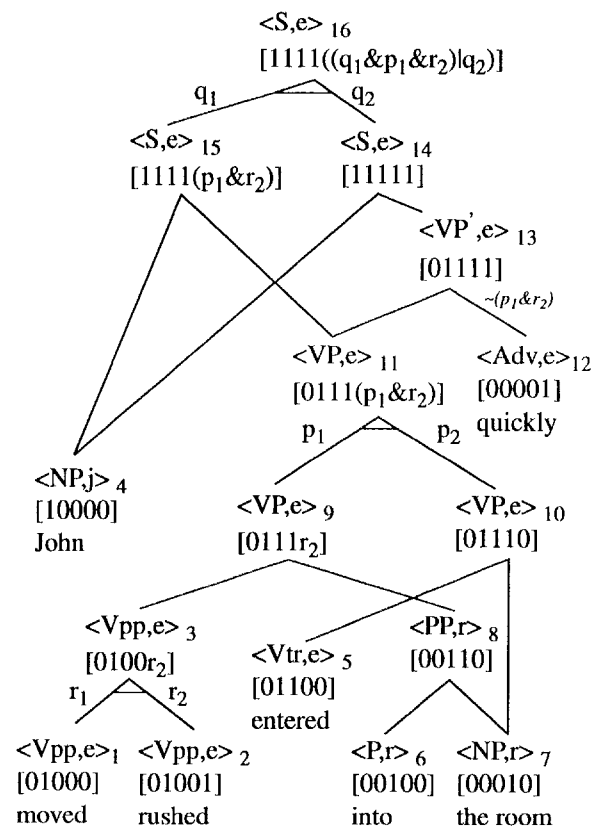 <S,e> 16
[1111((q1&p1&r2)|q2)]
q1 q2
<S,e> 15 <S,e> 14
[1111(p1&r2)] [11111]
<VP',e> 13
[01111]
~(p1&r2)
<VP,e> 11 <Adv,e>12
[0111(p1&r2)] [00001]
quickly
p1 p2
<NP,j> 4 <VP,e> 9 <VP,e> 10
[10000] [0111r2] [01110]
John
<Vpp,e> 3 <Vtr,e> 5 <PP,r> 8
[0100r2] [01100] [00110]
entered
r1 r2
<Vpp,e>1 <Vpp,e> 2 <P,r> 6 <NP,r> 7
[01000] [01001] [00100] [00010]
moved rushed into the room